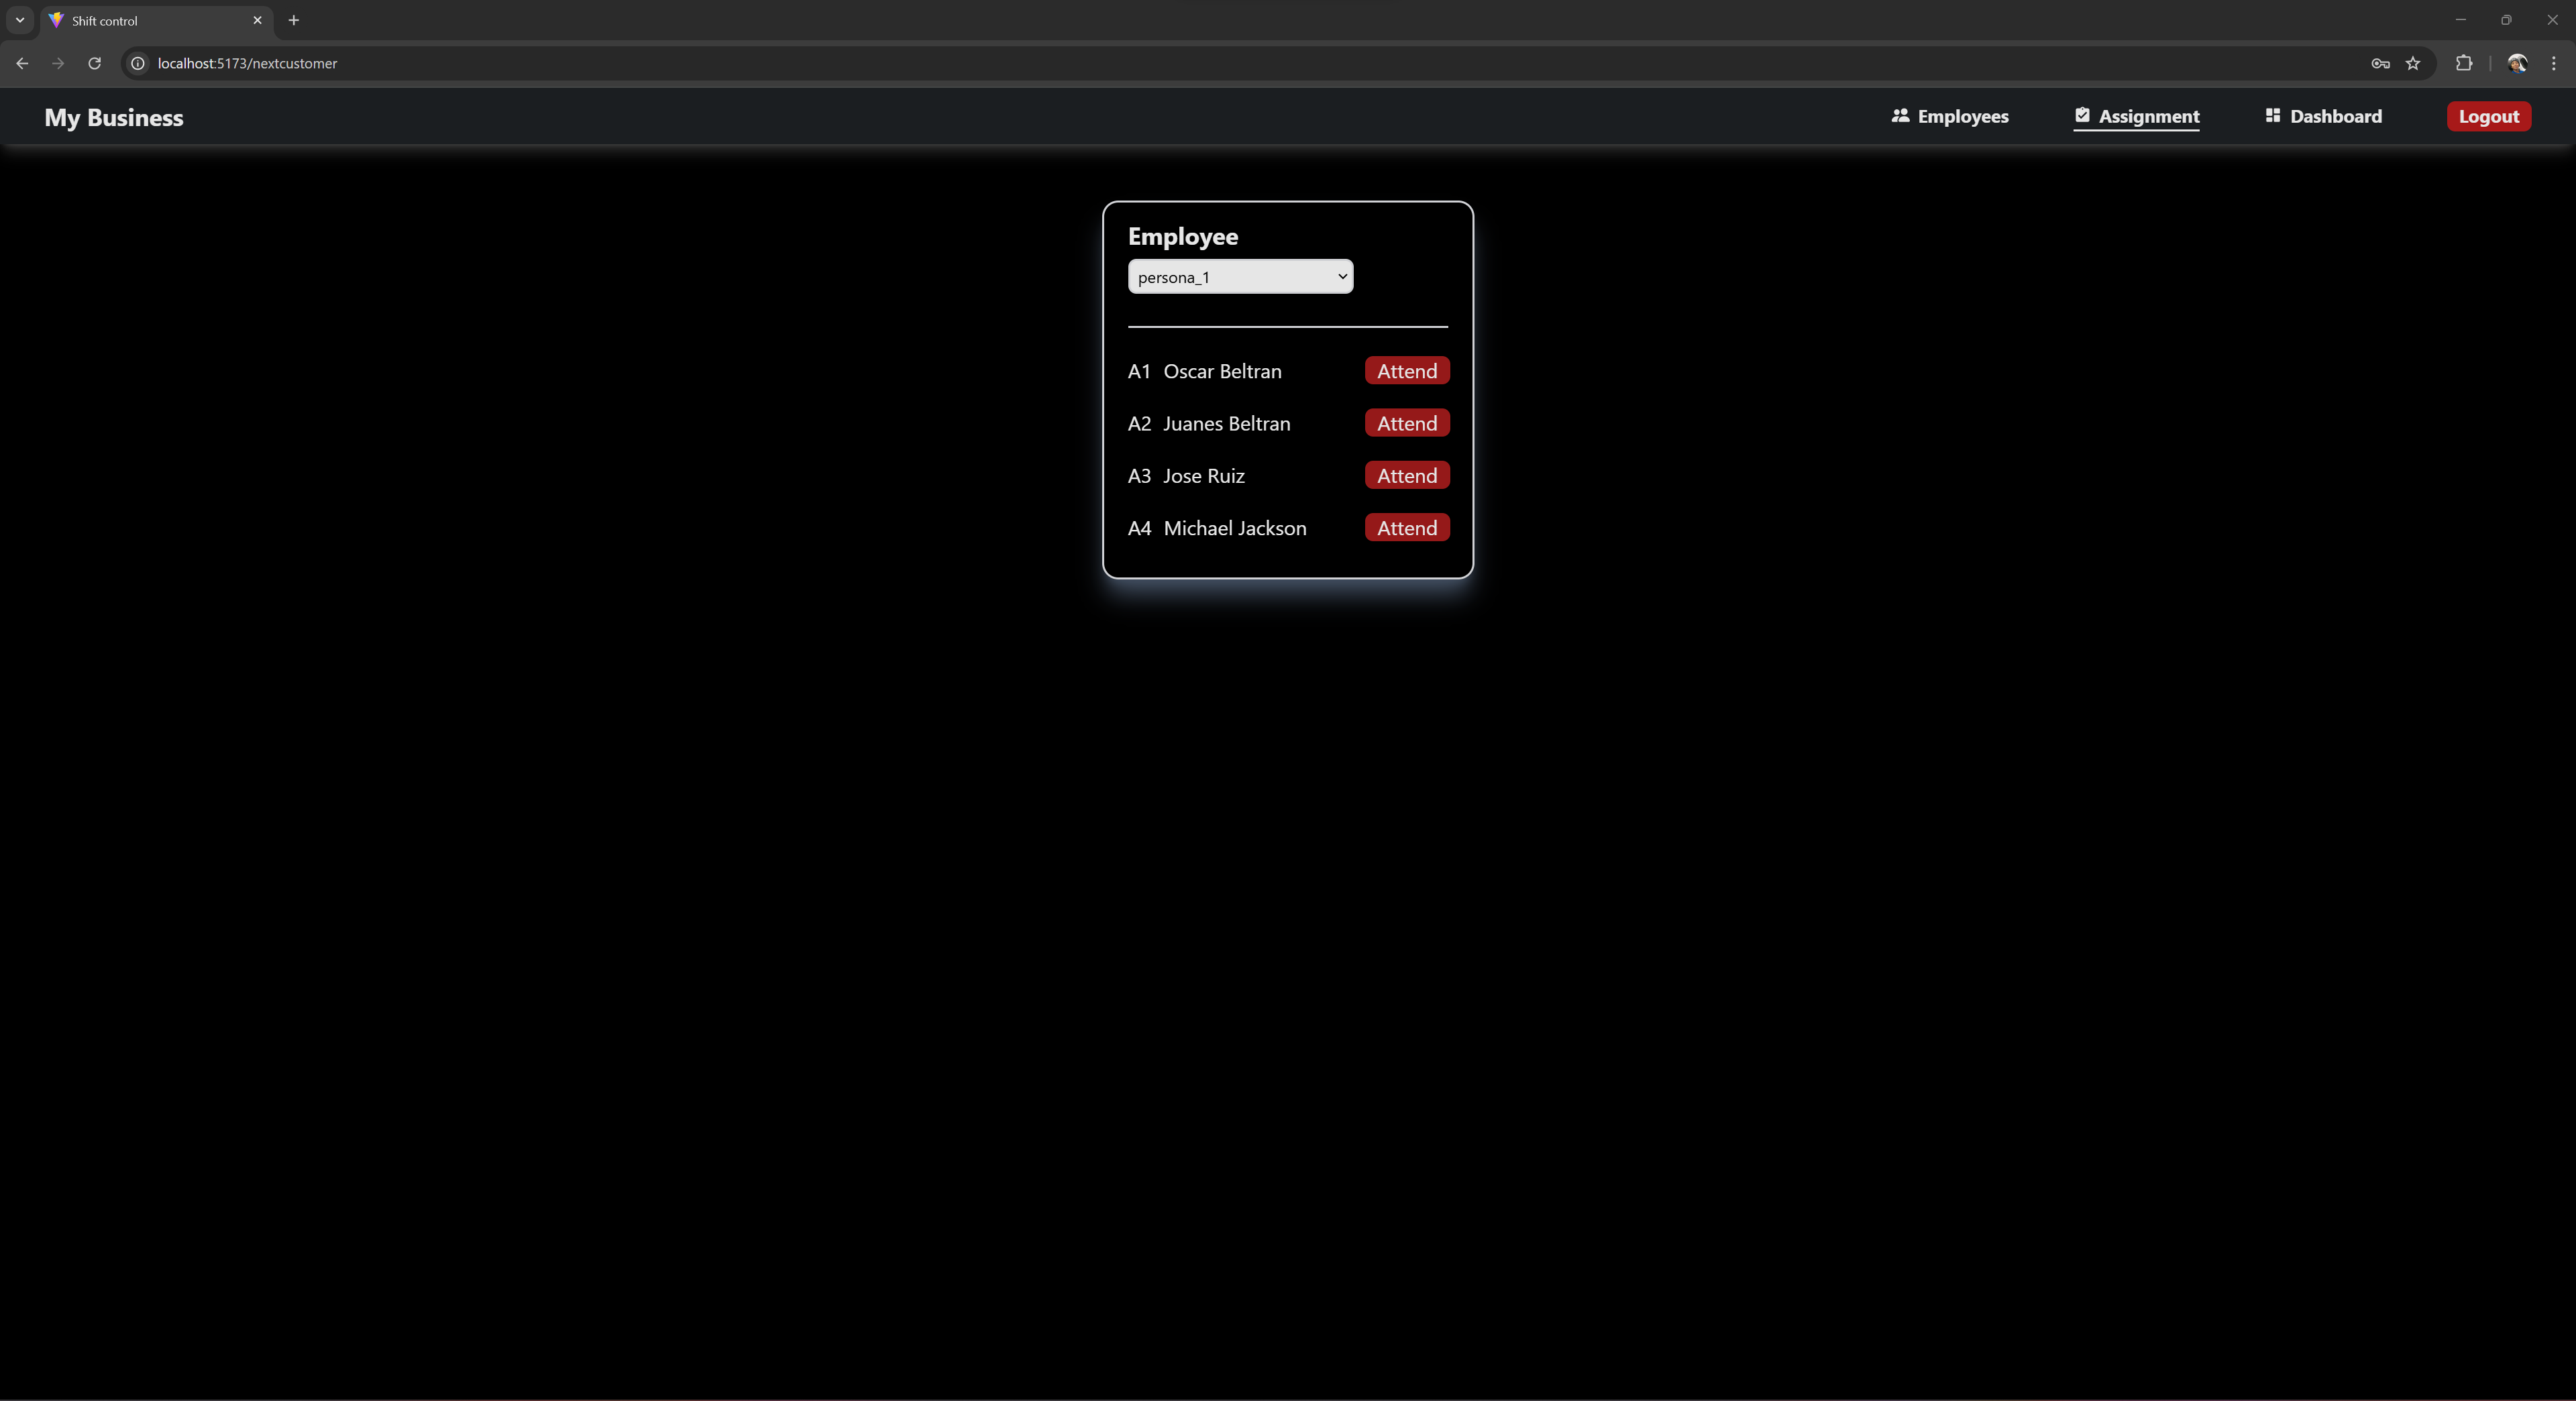 Shift control
localhost:5173/nextcustomer
My Business
Employees
Assignment
Dashboard
Logout
Employee
persona_1
A1 Oscar Beltran Attend
A2 Juanes Beltran Attend
A3 Jose Ruiz Attend
A4 Michael Jackson Attend